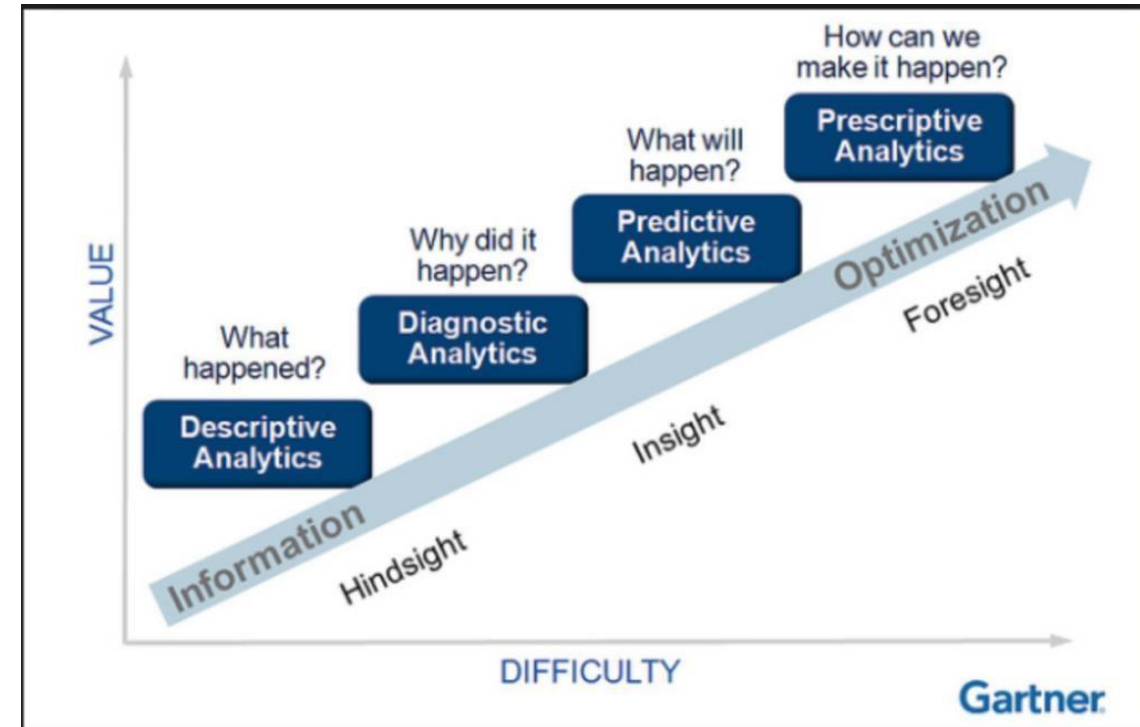 How can we
make it happen?
Prescriptive
Analytics
What will
happen?
Predictive
Analytics
Why did it
happen?
Diagnostic
Analytics
What
happened?
Descriptive
Analytics
VALUE
Information
Optimization
Hindsight
Insight
Foresight
DIFFICULTY
Gartner